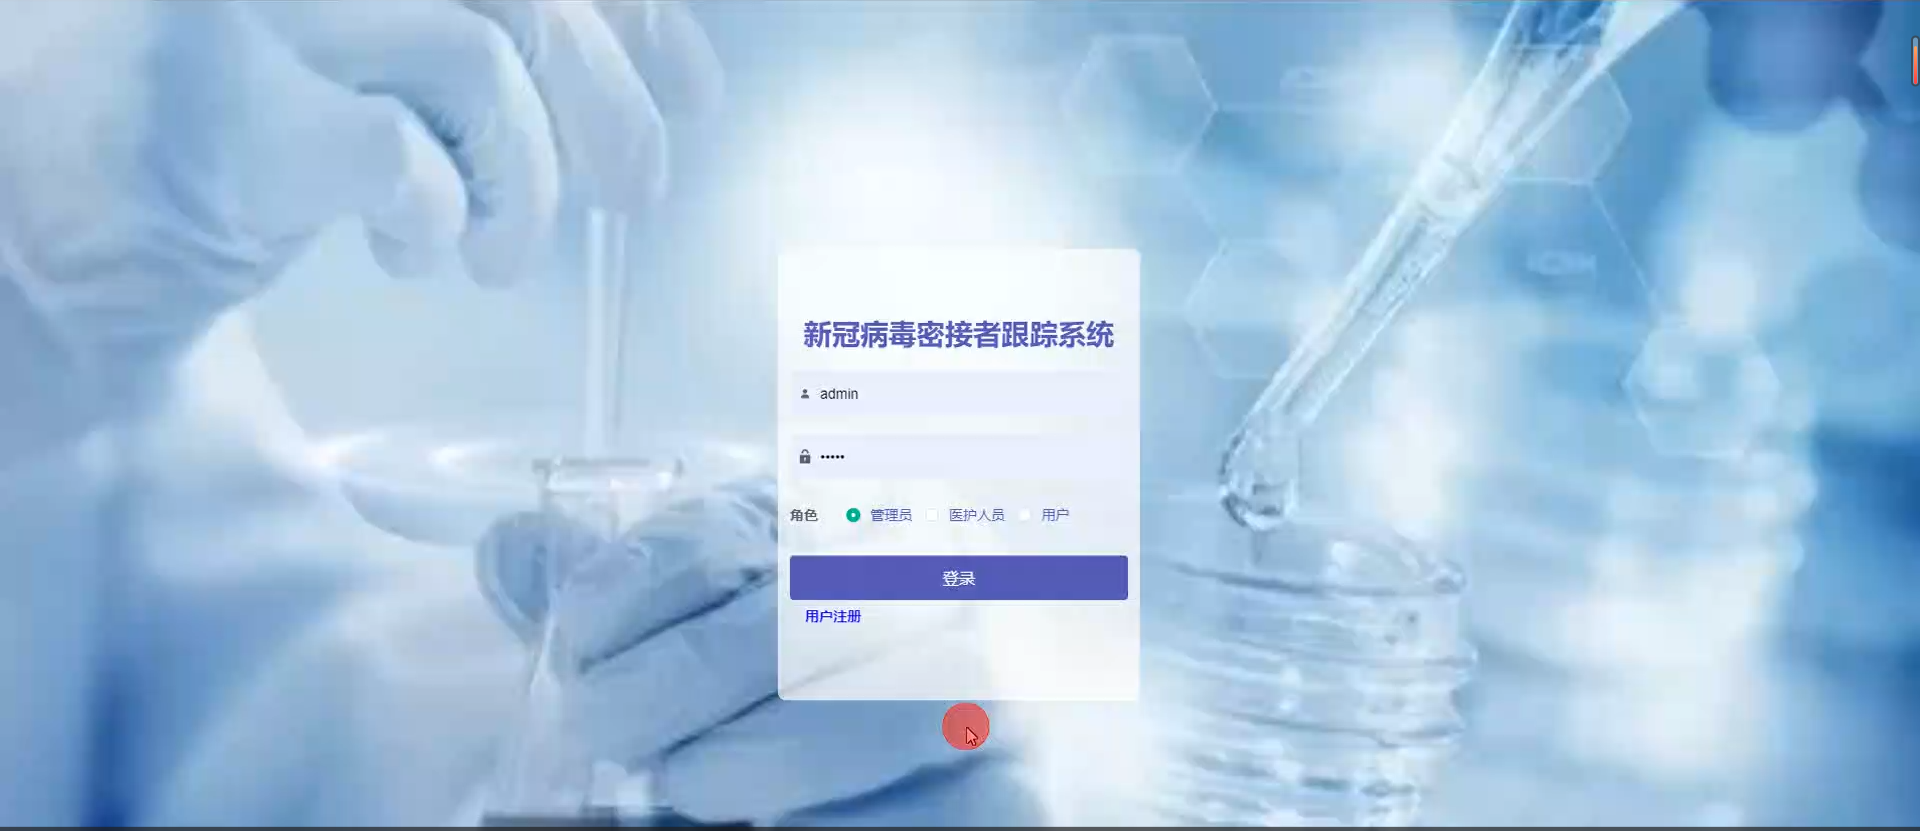 新冠病毒密接者跟踪系统
admin
•••••
角色 管理员 医护人员 用户
登录
用户注册